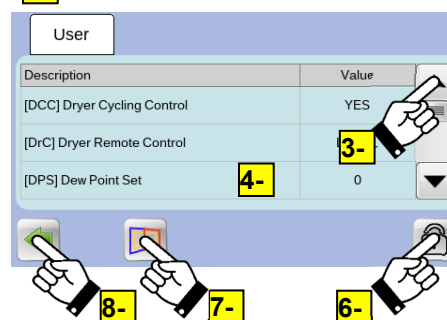 User
Description Value
[DCC] Dryer Cycling Control YES
[DrC] Dryer Remote Control
3-
[DPS] Dew Point Set 4- 0
8- 7- 6-